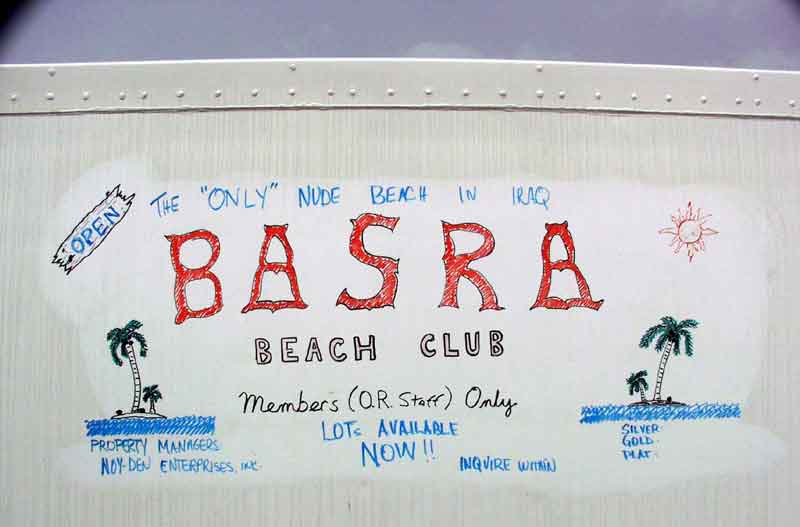 THE "ONLY" NUDE BEACH IN IRAQ
OPEN
BASRA
BEACH CLUB
Members (O.R. Staff) Only
LOTS AVAILABLE
NOW!!
PROPERTY MANAGERS
NOY-DEN ENTERPRISES, INC.
INQUIRE WITHIN
SILVER
GOLD
PLAT.